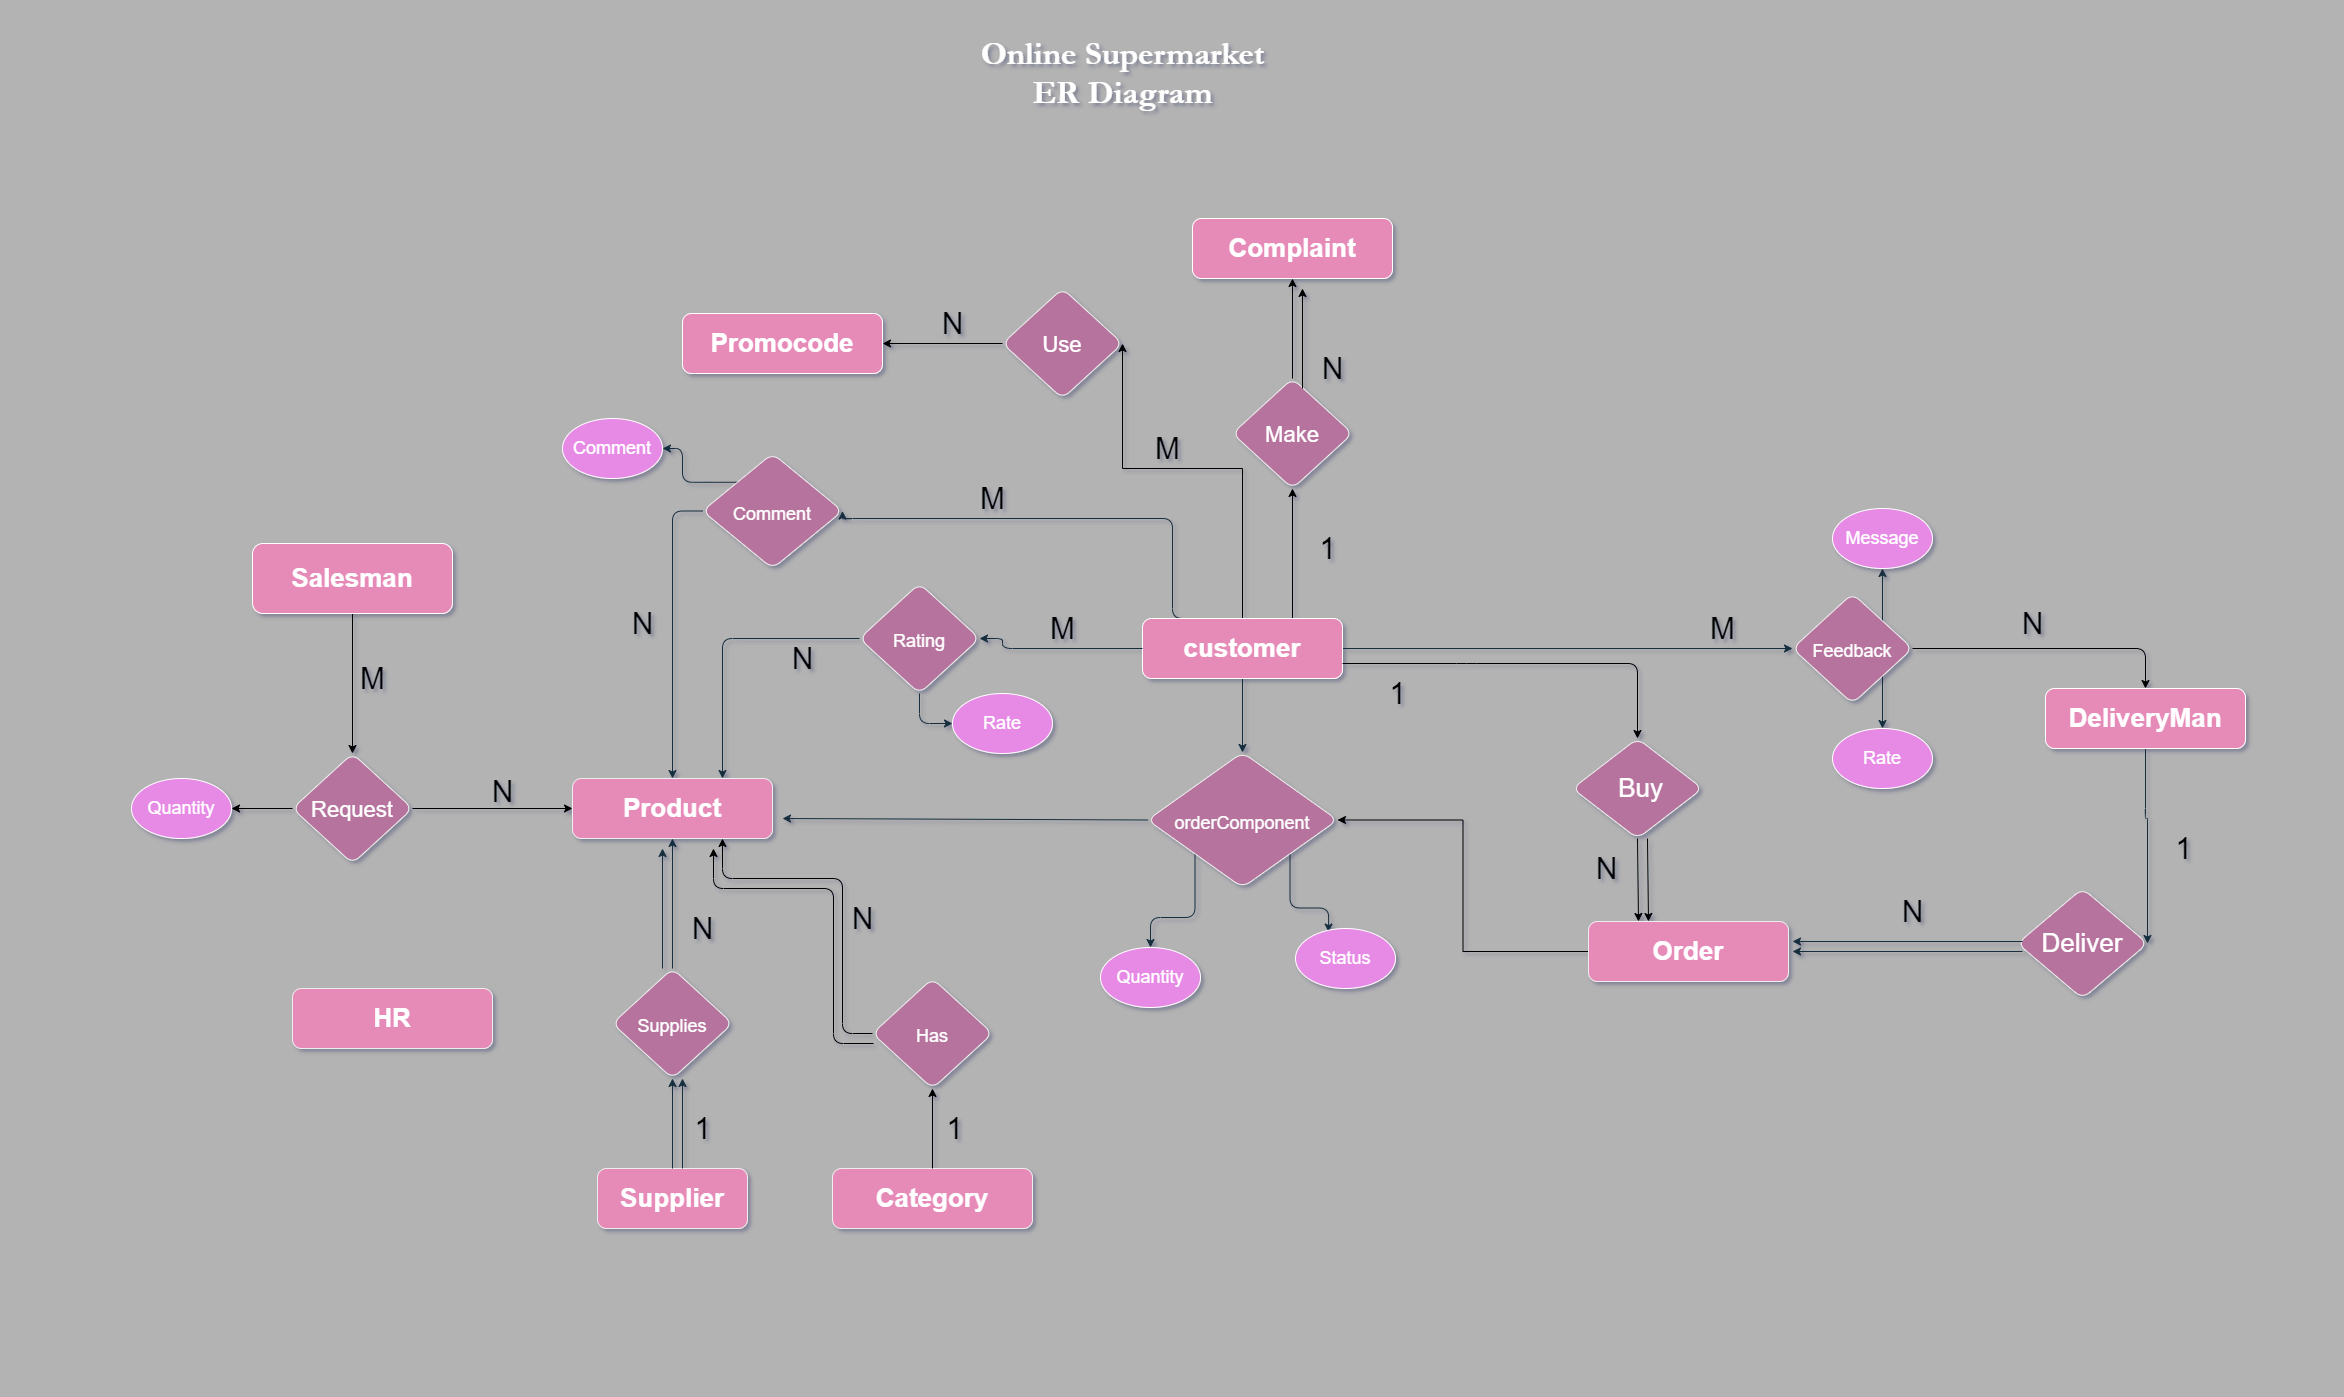 Online Supermarket
ER Diagram
Complaint
N
Promocode
Use
N
Make
M
Comment
Comment
M
1
Message
Salesman
N
Rating
N
M
customer
M
Feedback
N
M
1
Rate
DeliveryMan
Rate
Quantity
Request
N
Product
orderComponent
Buy
N
1
N
N
Quantity
Status
Order
N
Deliver
HR
Supplies
Has
1
1
Supplier
Category